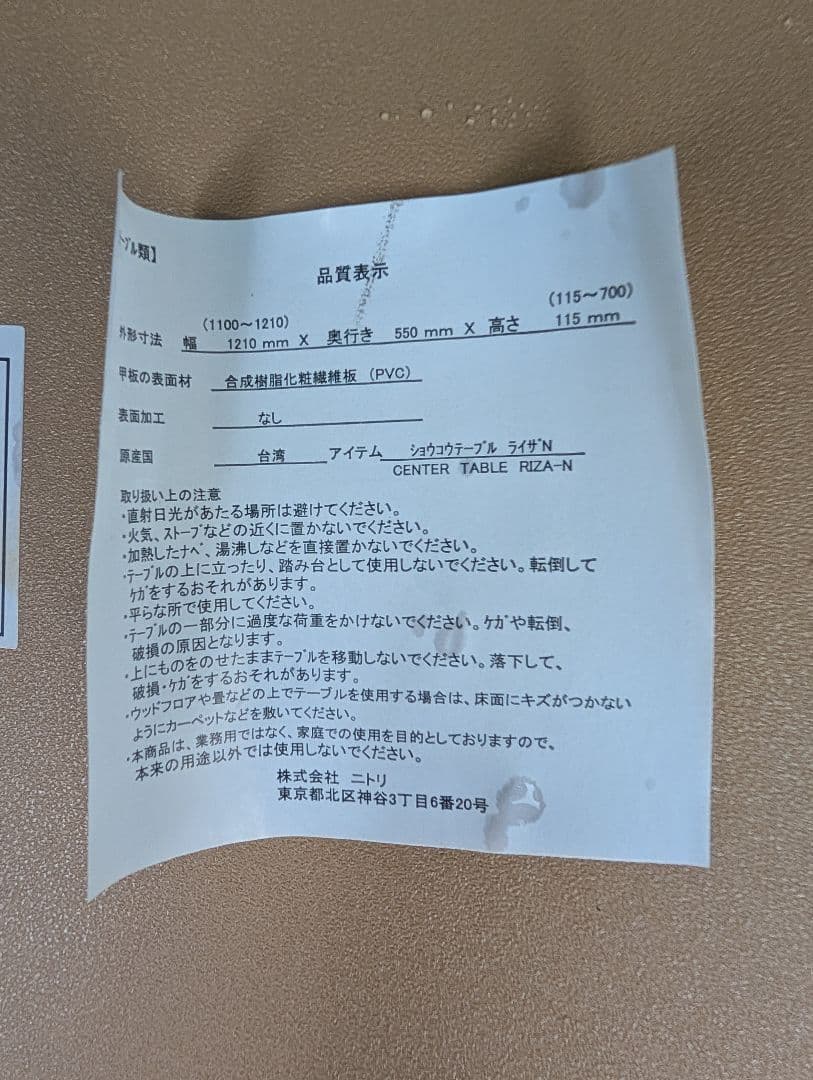 ｰﾌﾞﾙ類】
品質表示
(1100～1210) (115～700)
外形寸法 幅 1210 mm X 奥行き 550 mm X 高さ 115 mm
甲板の表面材 合成樹脂化粧繊維板 (PVC)
表面加工 なし
原産国 台湾 アイテム ｼｮｳｺｳﾃｰﾌﾞﾙ ﾗｲｻﾞN
CENTER TABLE RIZA-N
取り扱い上の注意
・直射日光があたる場所は避けてください。
・火気、ストーブなどの近くに置かないでください。
・加熱したナベ、湯沸しなどを直接置かないでください。
・ﾃｰﾌﾞﾙの上に立ったり、踏み台として使用しないでください。転倒して
ｹｶﾞをするおそれがあります。
・平らな所で使用してください。
・ﾃｰﾌﾞﾙの一部分に過度な荷重をかけないでください。ｹｶﾞや転倒、
破損の原因となります。
・上にものをのせたままﾃｰﾌﾞﾙを移動しないでください。落下して、
破損・ｹｶﾞをするおそれがあります。
・ウッドフロアや畳などの上でテーブルを使用する場合は、床面にキズがつかない
ようにカーペットなどを敷いてください。
・本商品は、業務用ではなく、家庭での使用を目的としておりますので、
本来の用途以外では使用しないでください。
株式会社 ニトリ
東京都北区神谷3丁目6番20号